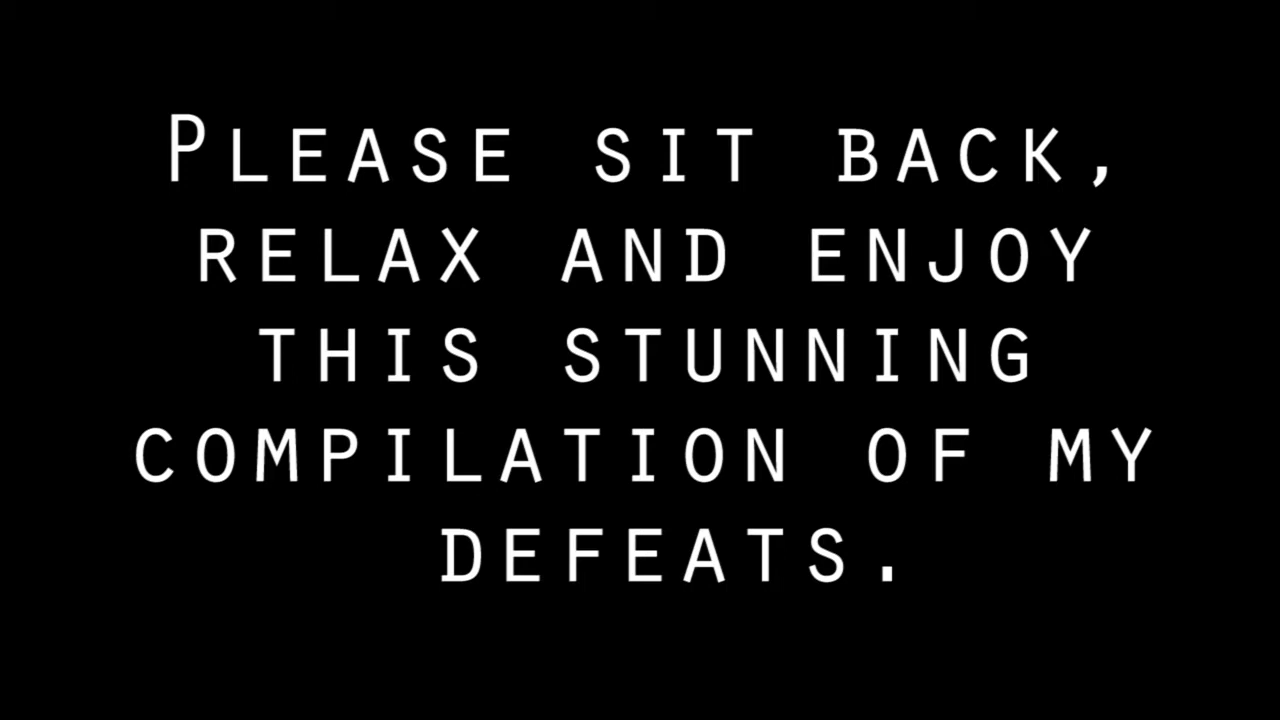 Please sit back,
relax and enjoy
this stunning
compilation of my
defeats.